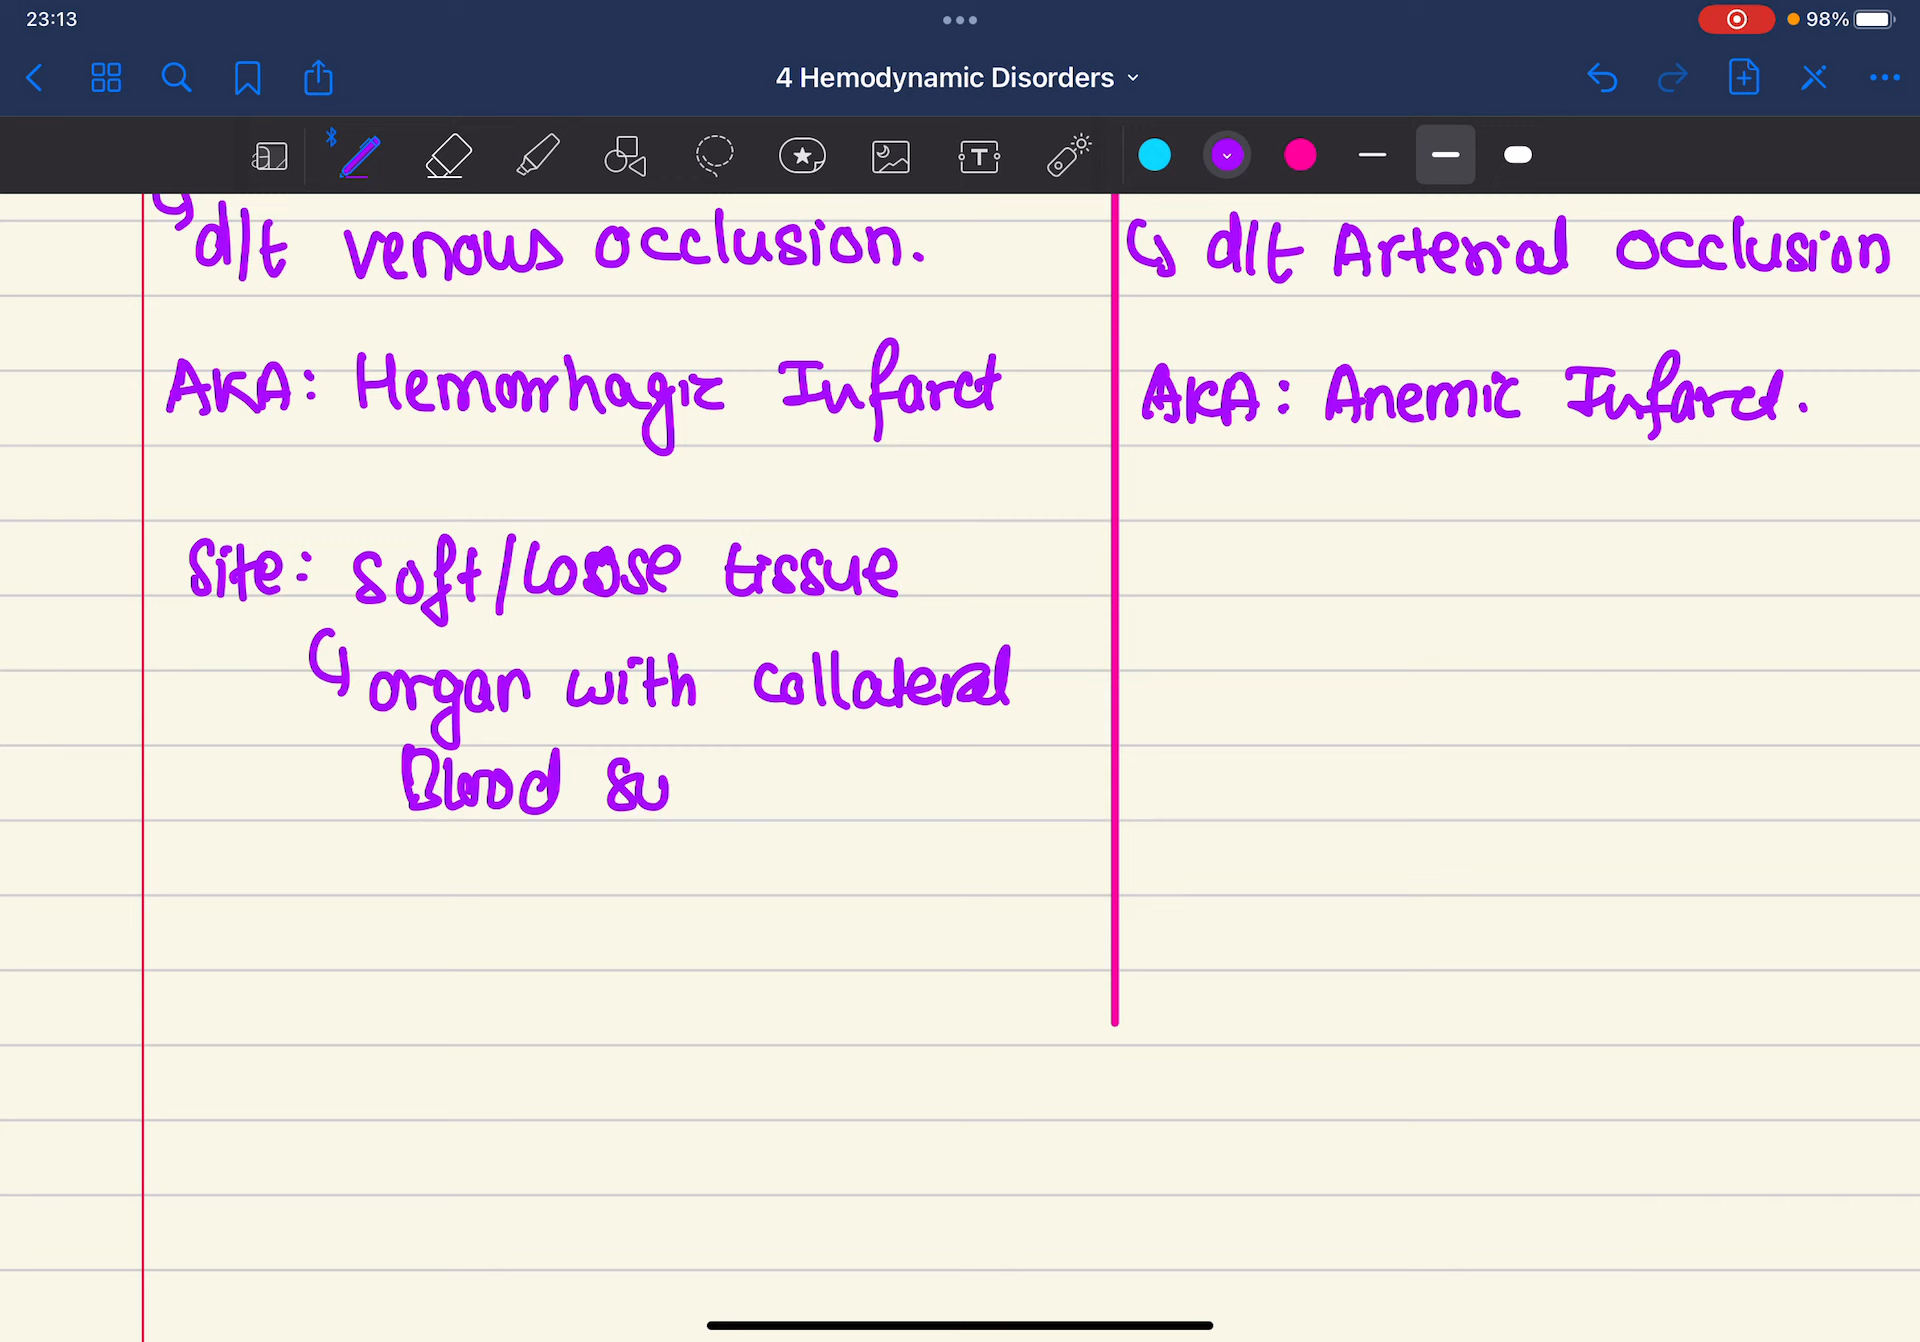 23:13
98%
4 Hemodynamic Disorders
d/t venous occlusion.
d/t Arterial occlusion
AKA: Hemorrhagic Infarct
AKA: Anemic Infarct.
Site: Soft/loose tissue
organ with collateral
Blood su